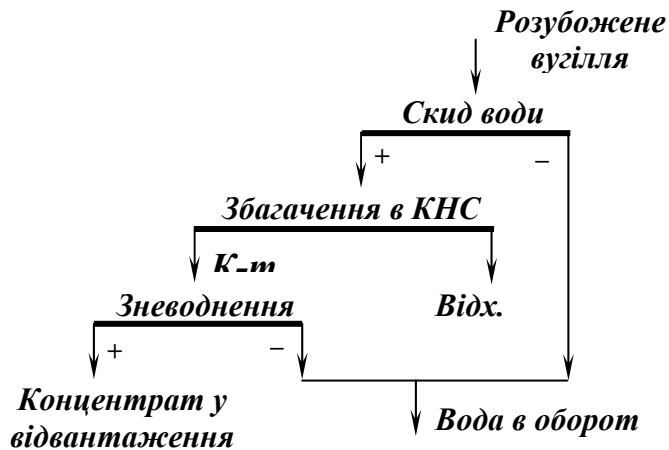 Розубожене
вугілля
Скид води
+ –
Збагачення в КНС
К-т
Зневоднення
Відх.
+ –
Концентрат у
відвантаження
Вода в оборот